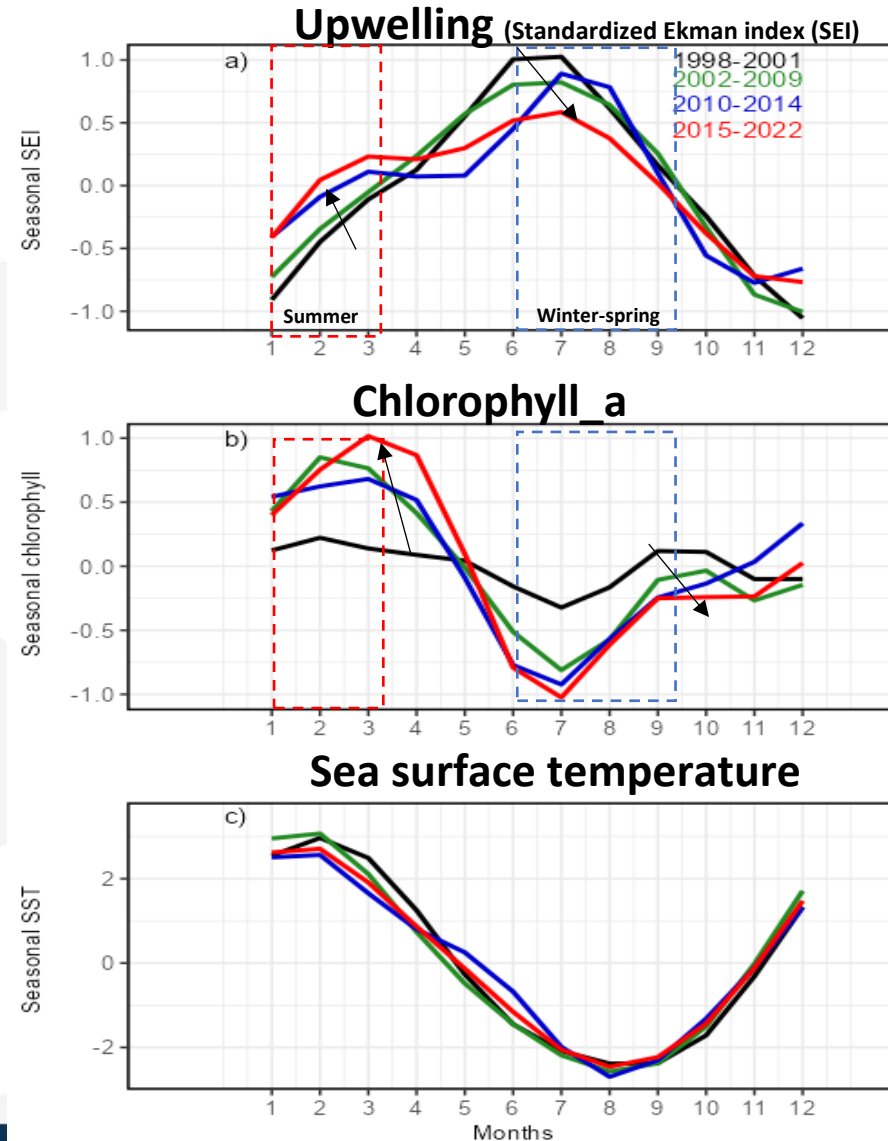 Upwelling (Standardized Ekman index (SEI)
a)
1998-2001
2002-2009
2010-2014
2015-2022
Seasonal SEI
1.0
0.5
0.0
-0.5
-1.0
Summer
Winter-spring
1 2 3 4 5 6 7 8 9 10 11 12
Chlorophyll_a
b)
Seasonal chlorophyll
1.0
0.5
0.0
-0.5
-1.0
1 2 3 4 5 6 7 8 9 10 11 12
Sea surface temperature
c)
Seasonal SST
2
0
-2
1 2 3 4 5 6 7 8 9 10 11 12
Months